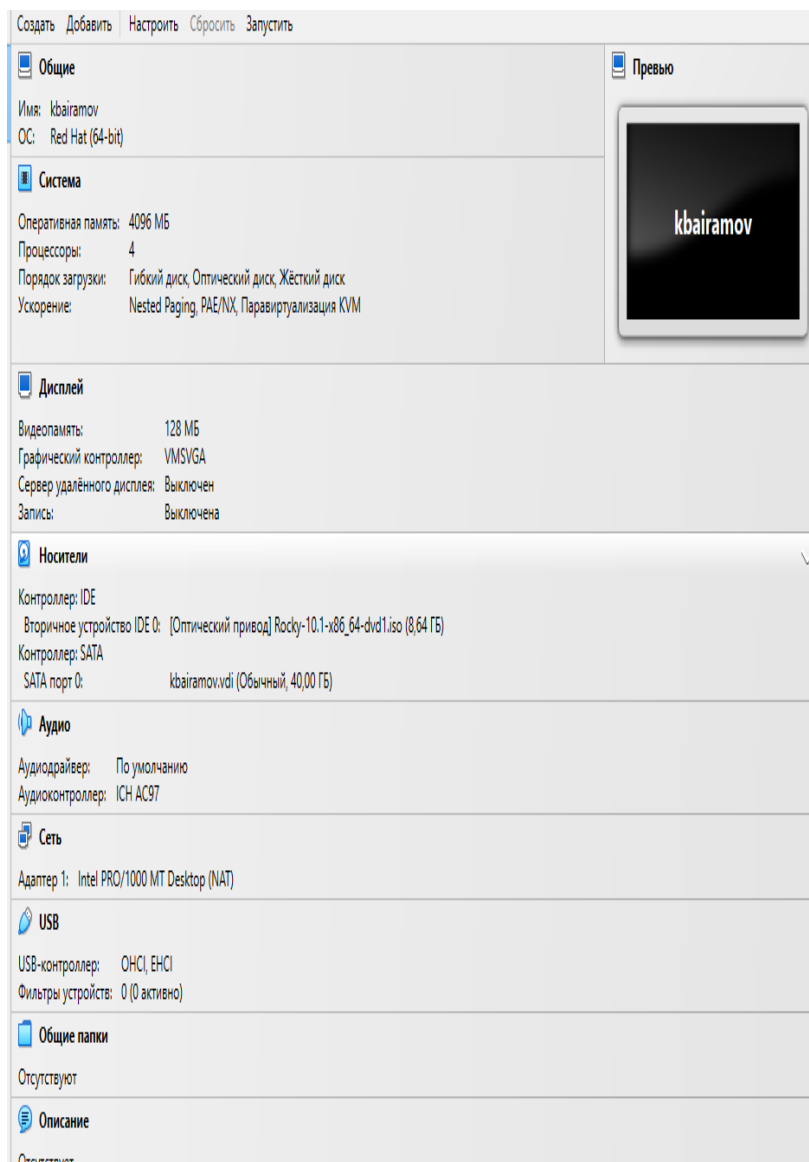 Создать Добавить Настроить Сбросить Запустить
Общие
Имя: kbairamov
ОС: Red Hat (64-bit)
Превью
kbairamov
Система
Оперативная память: 4096 МБ
Процессоры: 4
Порядок загрузки: Гибкий диск, Оптический диск, Жёсткий диск
Ускорение: Nested Paging, PAE/NX, Паравиртуализация KVM
Дисплей
Видеопамять: 128 МБ
Графический контроллер: VMSVGA
Сервер удалённого дисплея: Выключен
Запись: Выключена
Носители
Контроллер: IDE
Вторичное устройство IDE 0: [Оптический привод] Rocky-10.1-x86_64-dvd1.iso (8,64 ГБ)
Контроллер: SATA
SATA порт 0: kbairamov.vdi (Обычный, 40,00 ГБ)
Аудио
Аудиодрайвер: По умолчанию
Аудиоконтроллер: ICH AC97
Сеть
Адаптер 1: Intel PRO/1000 MT Desktop (NAT)
USB
USB-контроллер: OHCI, EHCI
Фильтры устройств: 0 (0 активно)
Общие папки
Отсутствуют
Описание
Отсутствует